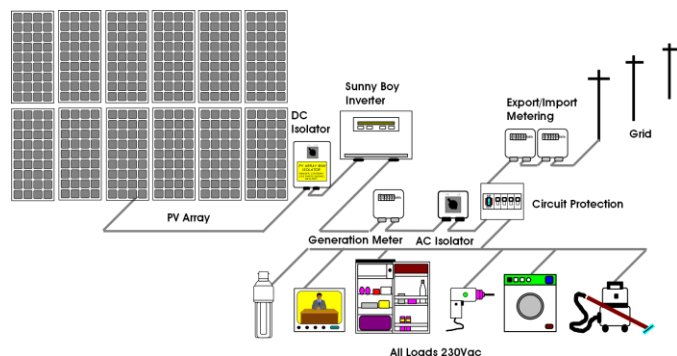 Sunny Boy
Inverter
DC
Isolator
Export/Import
Metering
Grid
PV Array
Generation Meter
AC Isolator
Circuit Protection
All Loads 230Vac